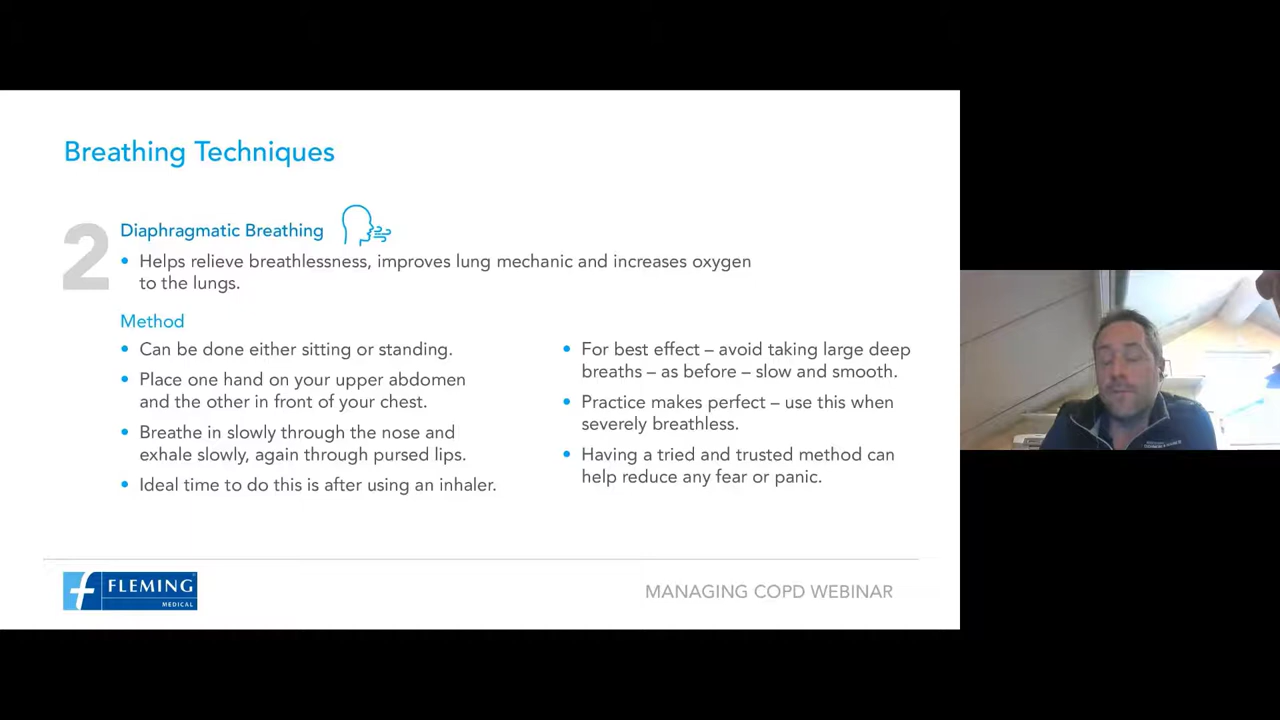 Breathing Techniques
2
Diaphragmatic Breathing
• Helps relieve breathlessness, improves lung mechanic and increases oxygen
to the lungs.
Method
• Can be done either sitting or standing.
• Place one hand on your upper abdomen
and the other in front of your chest.
• Breathe in slowly through the nose and
exhale slowly, again through pursed lips.
• Ideal time to do this is after using an inhaler.
• For best effect – avoid taking large deep
breaths – as before – slow and smooth.
• Practice makes perfect – use this when
severely breathless.
• Having a tried and trusted method can
help reduce any fear or panic.
FLEMING
MEDICAL
MANAGING COPD WEBINAR